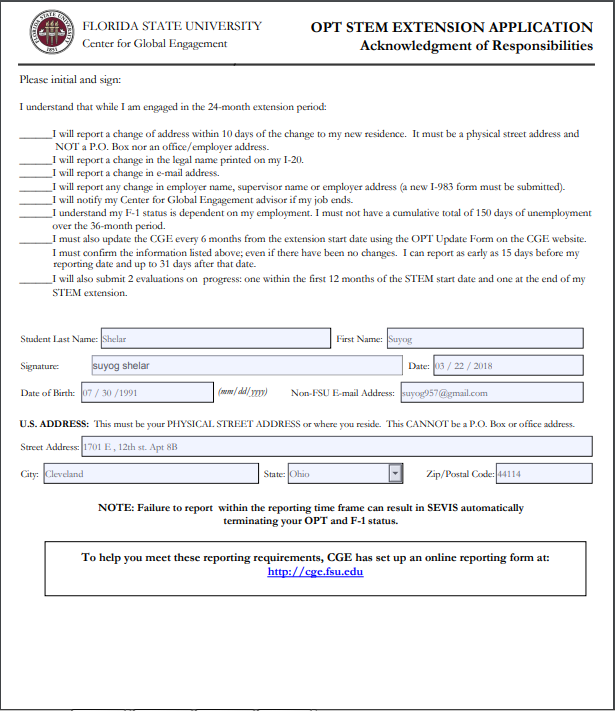 FLORIDA STATE UNIVERSITY
Center for Global Engagement
OPT STEM EXTENSION APPLICATION
Acknowledgment of Responsibilities
Please initial and sign:
I understand that while I am engaged in the 24-month extension period:
______I will report a change of address within 10 days of the change to my new residence. It must be a physical street address and
NOT a P.O. Box nor an office/employer address.
______I will report a change in the legal name printed on my I-20.
______I will report a change in e-mail address.
______I will report any change in employer name, supervisor name or employer address (a new I-983 form must be submitted).
______I will notify my Center for Global Engagement advisor if my job ends.
______I understand my F-1 status is dependent on my employment. I must not have a cumulative total of 150 days of unemployment
over the 36-month period.
______I must also update the CGE every 6 months from the extension start date using the OPT Update Form on the CGE website.
I must confirm the information listed above; even if there have been no changes. I can report as early as 15 days before my
reporting date and up to 31 days after that date.
______I will also submit 2 evaluations on progress: one within the first 12 months of the STEM start date and one at the end of my
STEM extension.
Student Last Name: Shelar First Name: Suyog
Signature: suyog shelar Date: 03 / 22 / 2018
Date of Birth: 07 / 30 /1991 (mm/dd/yyyy) Non-FSU E-mail Address: suyog957@gmail.com
U.S. ADDRESS: This must be your PHYSICAL STREET ADDRESS or where you reside. This CANNOT be a P.O. Box or office address.
Street Address: 1701 E , 12th st. Apt 8B
City: Cleveland State: Ohio Zip/Postal Code: 44114
NOTE: Failure to report within the reporting time frame can result in SEVIS automatically
terminating your OPT and F-1 status.
To help you meet these reporting requirements, CGE has set up an online reporting form at:
http://cge.fsu.edu